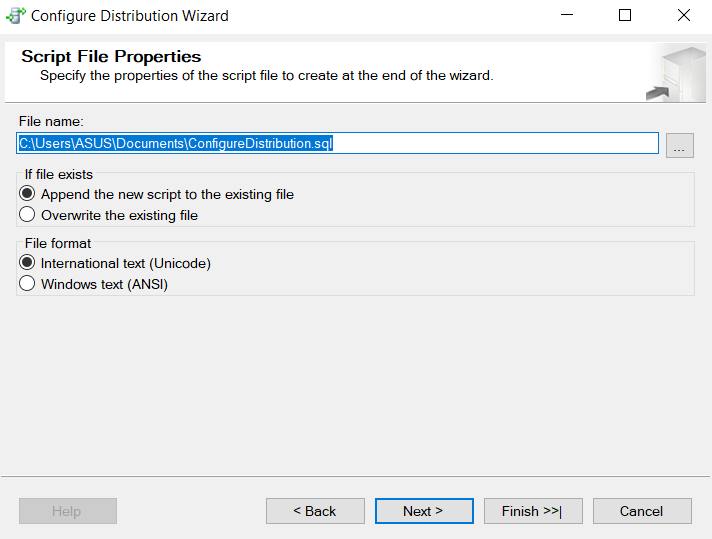 Configure Distribution Wizard
Script File Properties
Specify the properties of the script file to create at the end of the wizard.
File name:
C:\Users\ASUS\Documents\ConfigureDistribution.sql
...
If file exists
Append the new script to the existing file
Overwrite the existing file
File format
International text (Unicode)
Windows text (ANSI)
Help
< Back
Next >
Finish >>|
Cancel